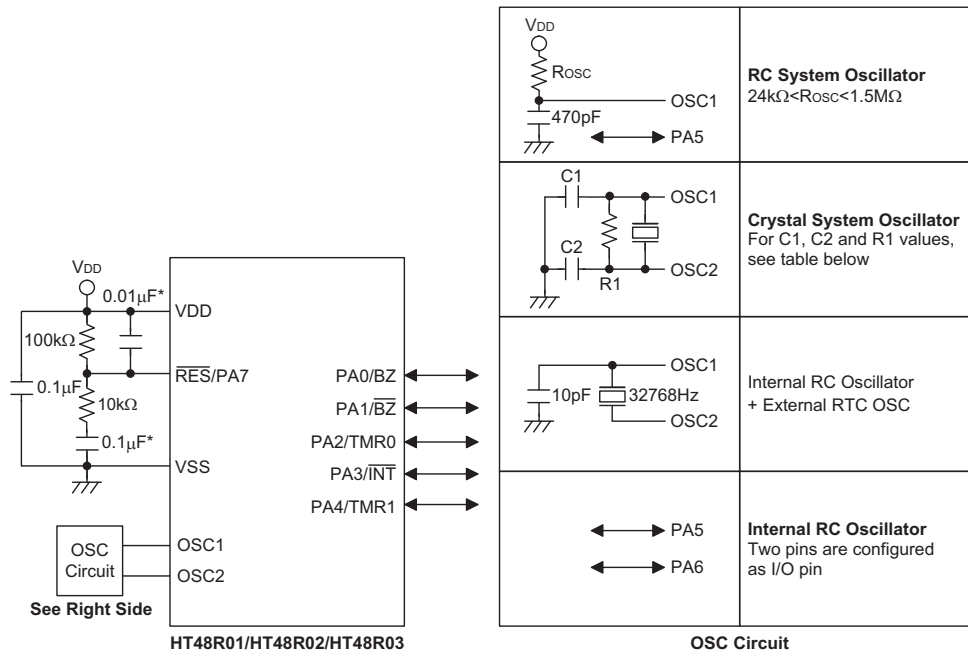 VDD
0.01μF*
100kΩ
0.1μF
10kΩ
0.1μF*
VDD
RES/PA7
VSS
OSC1
OSC2
OSC
Circuit
See Right Side
PA0/BZ
PA1/BZ
PA2/TMR0
PA3/INT
PA4/TMR1
HT48R01/HT48R02/HT48R03
VDD
ROSC
OSC1
470pF
PA5
RC System Oscillator
24kΩ<ROSC<1.5MΩ
C1
OSC1
C2
OSC2
R1
Crystal System Oscillator
For C1, C2 and R1 values,
see table below
OSC1
10pF
32768Hz
OSC2
Internal RC Oscillator
+ External RTC OSC
PA5
PA6
Internal RC Oscillator
Two pins are configured
as I/O pin
OSC Circuit